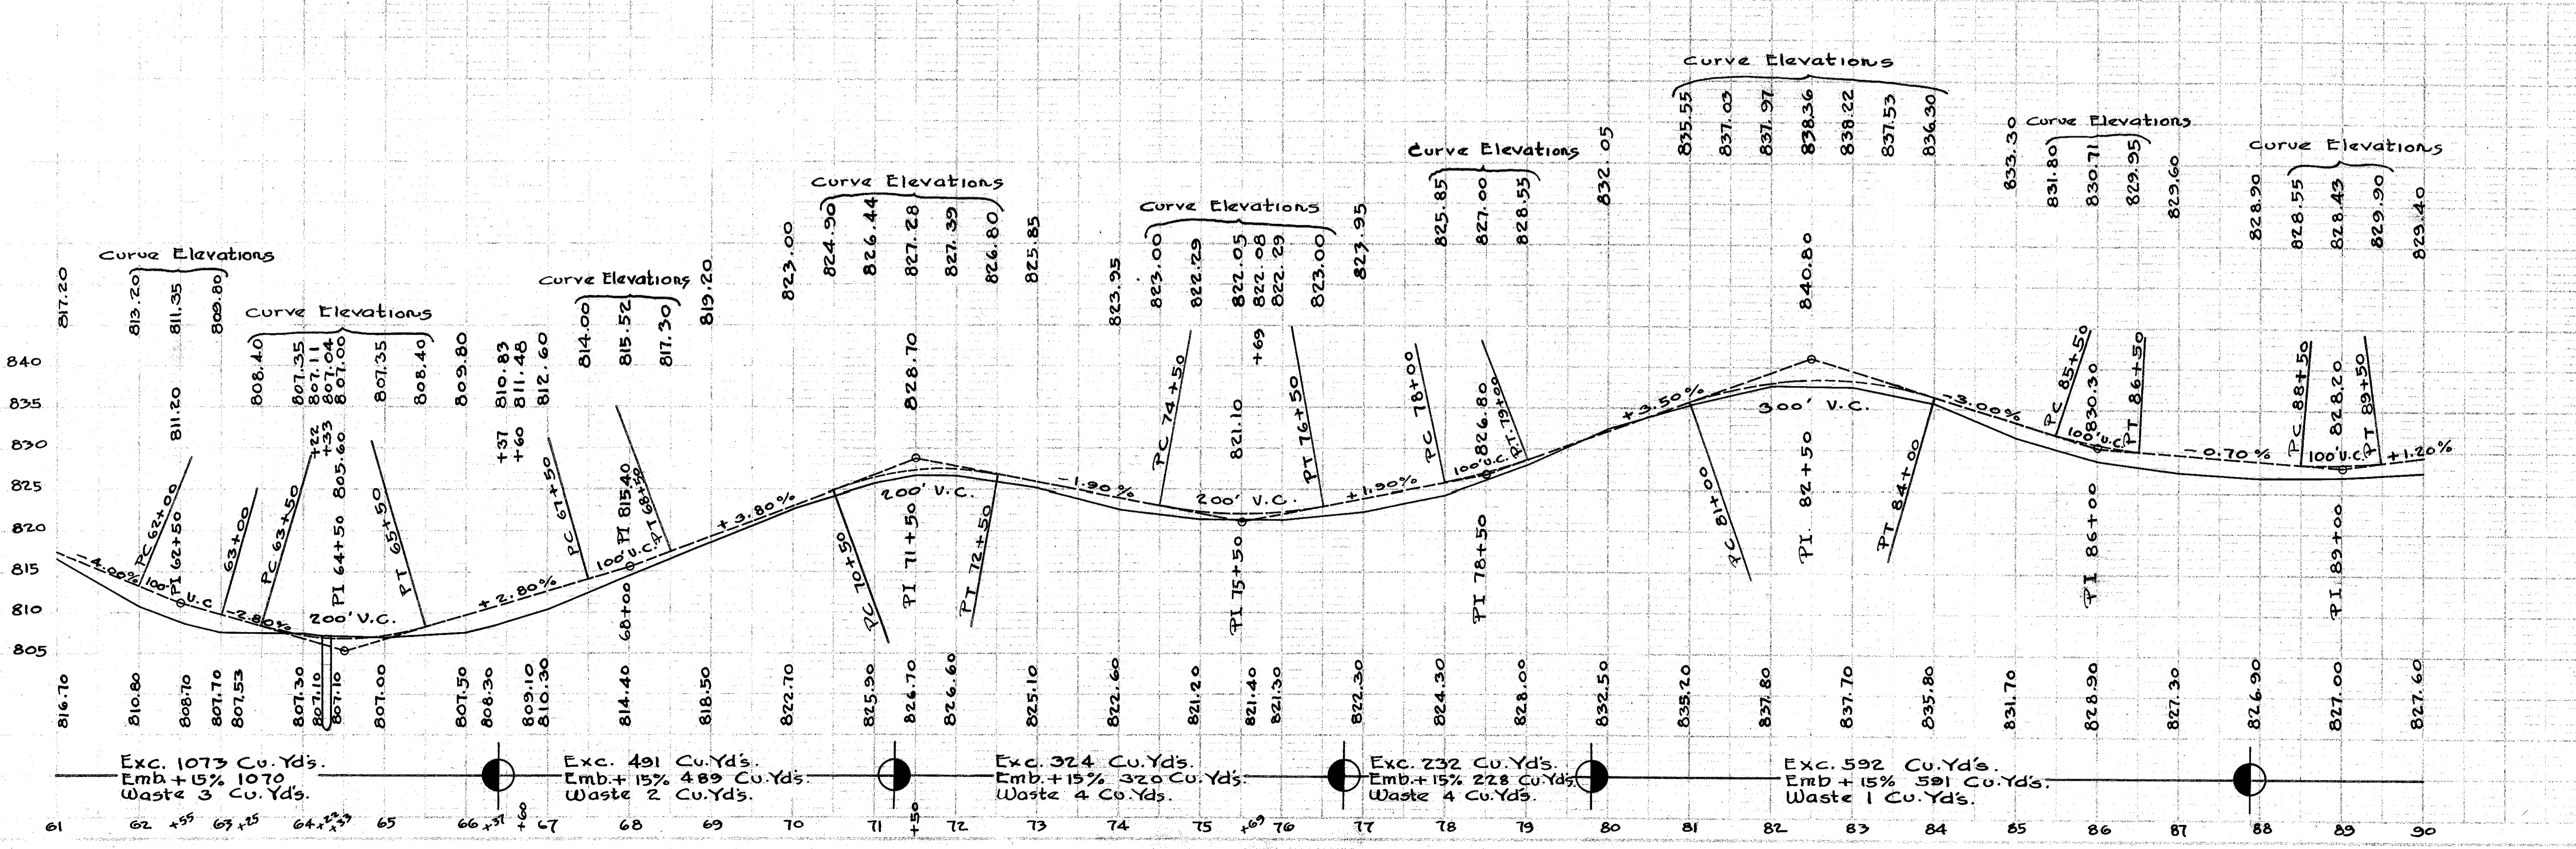 Curve Elevations
835.55 837.03 837.97 838.36 838.22 837.53 836.30
Curve Elevations
833.30
831.80 830.71 829.95
829.60
Curve Elevations
828.90
828.55 828.43 829.90
829.40
Curve Elevations
825.85 827.00 828.55
832.05
Curve Elevations
823.00
824.90 826.44 827.28 827.39 826.80
825.85
Curve Elevations
823.95
823.00 822.29 822.05 822.08 822.29 823.00
823.95
+69
Curve Elevations
817.20
813.20 811.35 809.80
Curve Elevations
808.40 807.35 807.11 807.04 807.00 807.35 808.40
+22
+33
809.80
810.83 811.48 812.60
+37
+60
Curve Elevations
814.00 815.52 817.30
819.20
840
835
830
825
820
815
810
805
-4.00%
PC 62+00
100' V.C
PI 62+50 811.20
63+00
-2.80%
PC 63+50
200' V.C.
PI 64+50 805.60
PT 65+50
+2.80%
PC 67+50
100' V.C.
68+00 PI 815.40
PT 68+50
+3.80%
PC 70+50
200' V.C.
PI 71+50
828.70
PT 72+50
-1.90%
PC 74+50
200' V.C.
PI 75+50
821.10
PT 76+50
+1.90%
PC 78+00
100' V.C.
PI 78+50
826.80
P.T. 79+00
+3.50%
PC 81+00
300' V.C.
PI. 82+50
840.80
PT 84+00
-3.00%
PC 85+50
100' V.C.
PI 86+00
830.30
PT 86+50
-0.70%
PC 88+50
100' V.C.
PI 89+00
828.20
PT 89+50
+1.20%
816.70 810.80 808.70 807.70 807.53 807.30 807.10 807.10 807.00 807.50 808.30 809.10 810.30 814.40 818.50 822.70 825.90 826.70 826.60 825.10 822.60 821.20 821.40 821.30 822.30 824.30 828.00 832.50 835.20 837.80 837.70 835.80 831.70 828.90 827.30 826.90 827.00 827.60
Exc. 1073 Cu.Yd's.
Emb.+15% 1070
Waste 3 Cu.Yd's.
Exc. 491 Cu.Yd's.
Emb.+15% 489 Cu.Yd's.
Waste 2 Cu.Yd's.
Exc. 324 Cu.Yd's.
Emb.+15% 320 Cu.Yd's.
Waste 4 Cu.Yds.
Exc. 232 Cu.Yd's.
Emb.+15% 228 Cu.Yd's
Waste 4 Cu.Yd's.
Exc. 592 Cu.Yd's.
Emb+15% 591 Cu.Yd's.
Waste 1 Cu.Yd's.
61 62 +55 63 +25 64 +22 +33 65 66 +37 +60 67 68 69 70 71 +50 72 73 74 75 +69 76 77 78 79 80 81 82 83 84 85 86 87 88 89 90